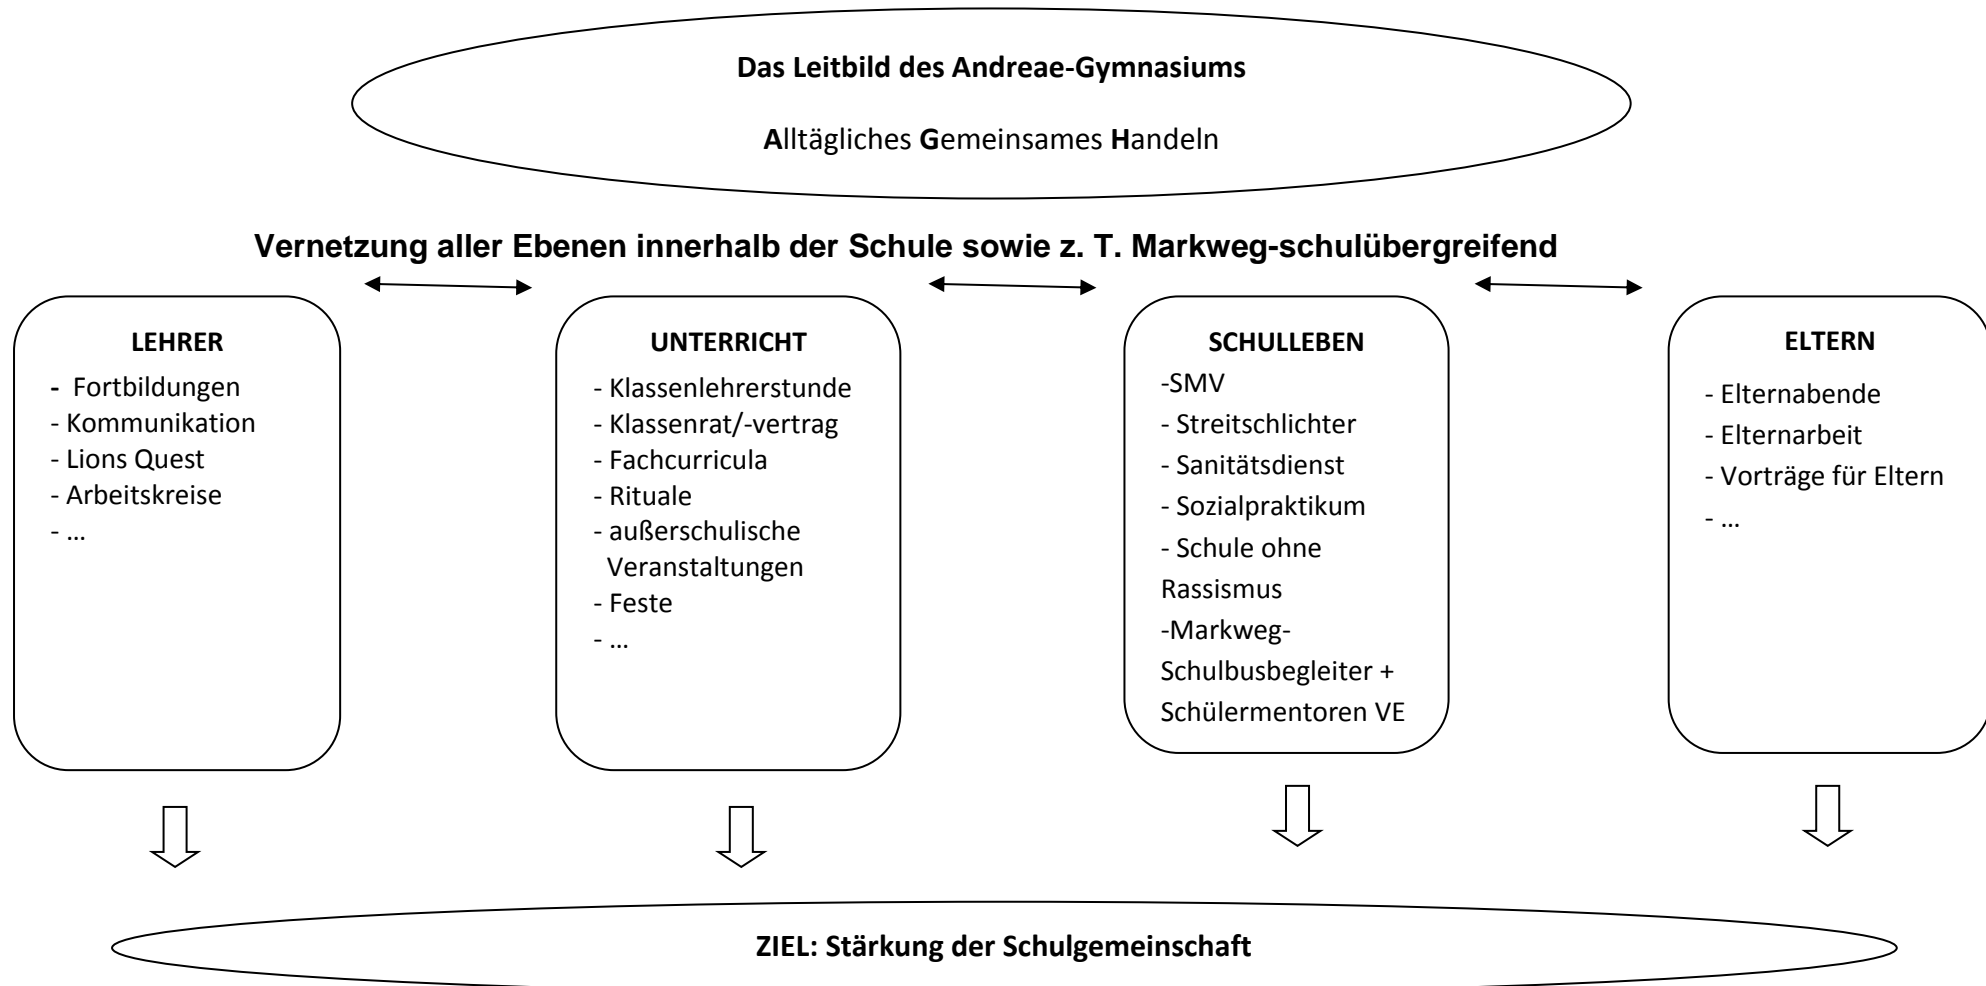 Das Leitbild des Andreae-Gymnasiums
Alltägliches Gemeinsames Handeln
Vernetzung aller Ebenen innerhalb der Schule sowie z. T. Markweg-schulübergreifend
LEHRER
- Fortbildungen
- Kommunikation
- Lions Quest
- Arbeitskreise
- ...
UNTERRICHT
- Klassenlehrerstunde
- Klassenrat/-vertrag
- Fachcurricula
- Rituale
- außerschulische
Veranstaltungen
- Feste
- ...
SCHULLEBEN
-SMV
- Streitschlichter
- Sanitätsdienst
- Sozialpraktikum
- Schule ohne
Rassismus
-Markweg-
Schulbusbegleiter +
Schülermentoren VE
ELTERN
- Elternabende
- Elternarbeit
- Vorträge für Eltern
- ...
ZIEL: Stärkung der Schulgemeinschaft